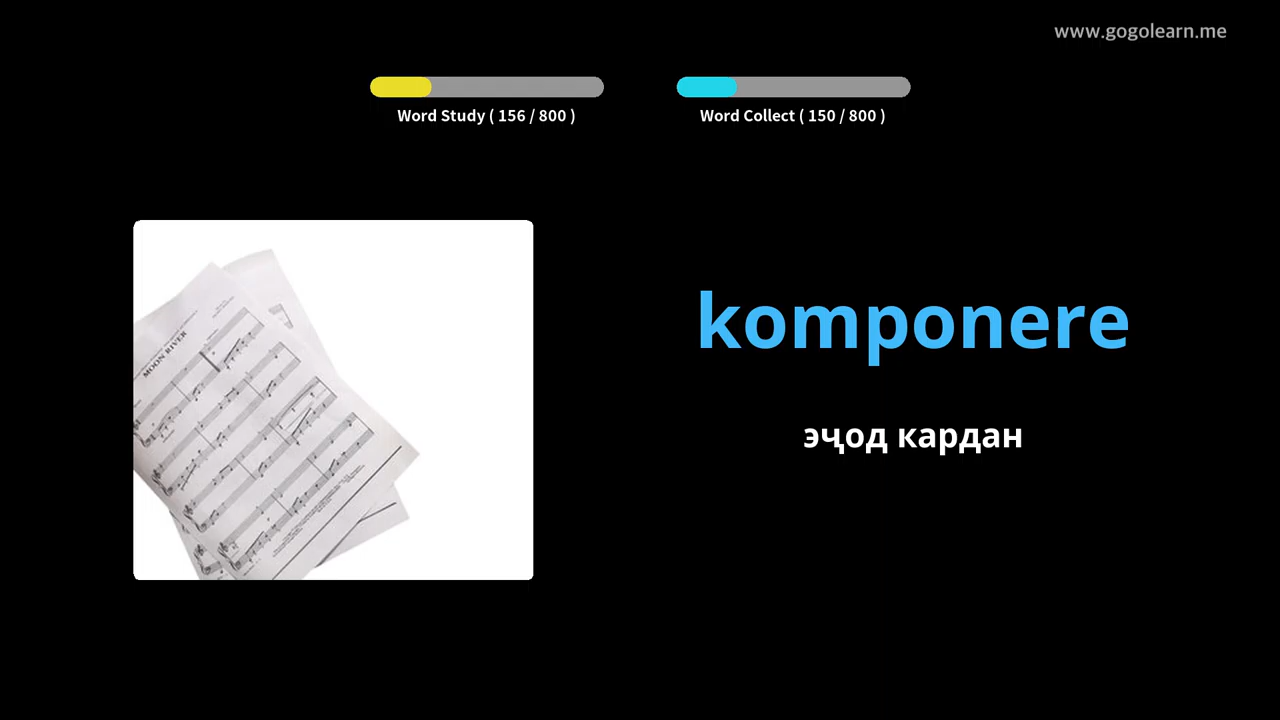 www.gogolearn.me
Word Study ( 156 / 800 )
Word Collect ( 150 / 800 )
MOON RIVER
komponere
эҷод кардан